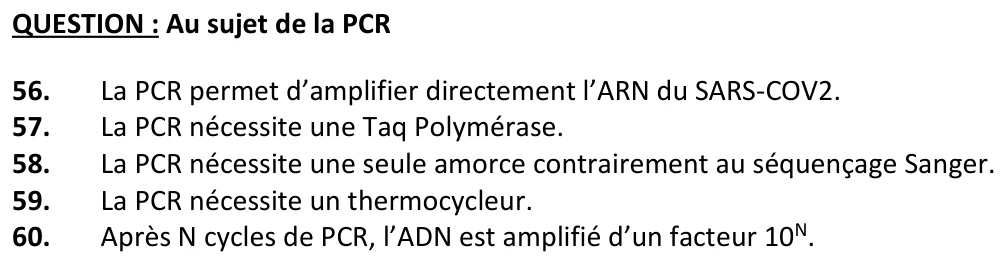 QUESTION : Au sujet de la PCR
56. La PCR permet d’amplifier directement l’ARN du SARS-COV2.
57. La PCR nécessite une Taq Polymérase.
58. La PCR nécessite une seule amorce contrairement au séquençage Sanger.
59. La PCR nécessite un thermocycleur.
60. Après N cycles de PCR, l’ADN est amplifié d’un facteur 10ᴺ.